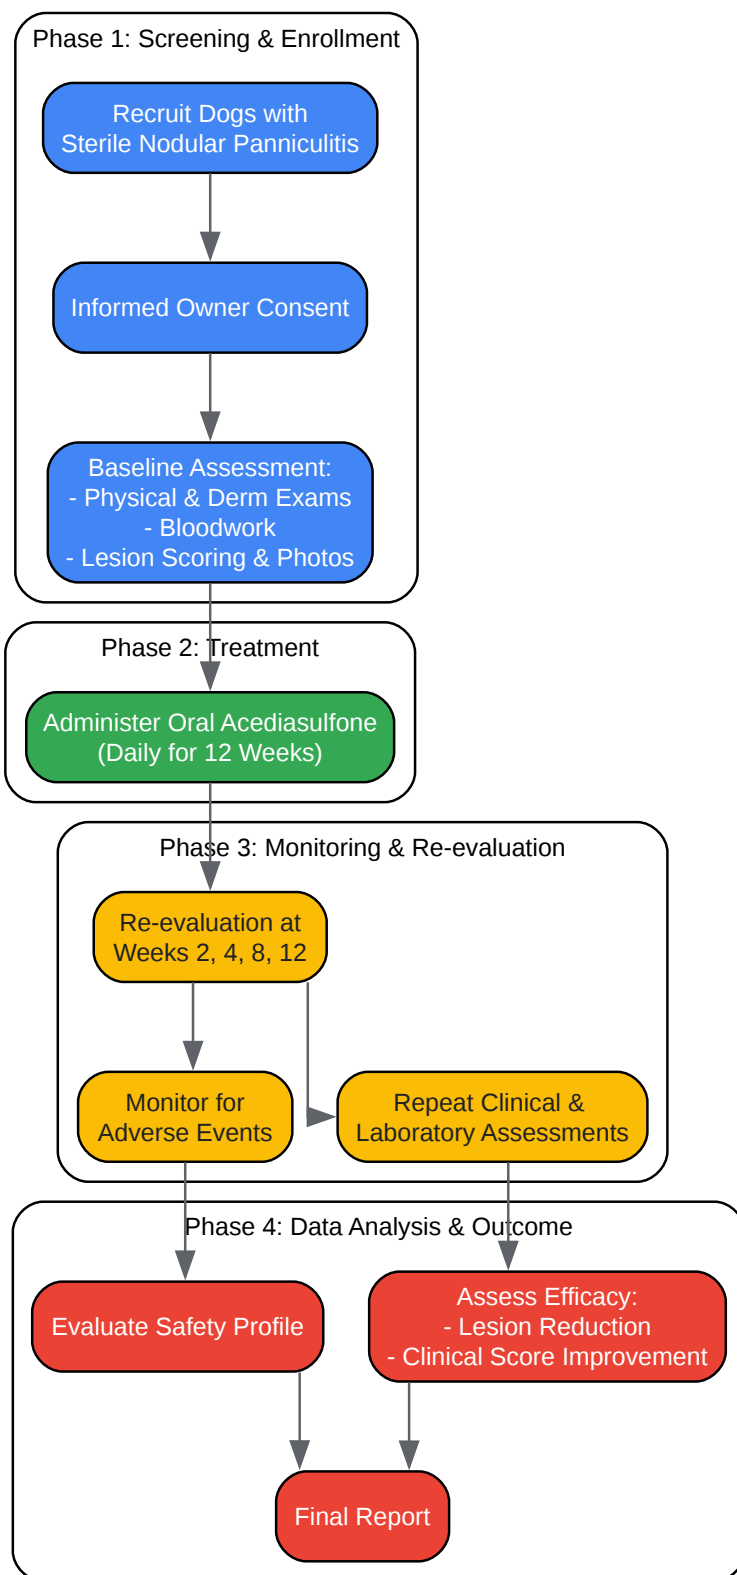 Phase 1: Screening & Enrollment
Recruit Dogs with
Sterile Nodular Panniculitis
Informed Owner Consent
Baseline Assessment:
- Physical & Derm Exams
- Bloodwork
- Lesion Scoring & Photos
Phase 2: Treatment
Administer Oral Acediasulfone
(Daily for 12 Weeks)
Phase 3: Monitoring & Re-evaluation
Re-evaluation at
Weeks 2, 4, 8, 12
Monitor for
Adverse Events
Repeat Clinical &
Laboratory Assessments
Phase 4: Data Analysis & Outcome
Evaluate Safety Profile
Assess Efficacy:
- Lesion Reduction
- Clinical Score Improvement
Final Report